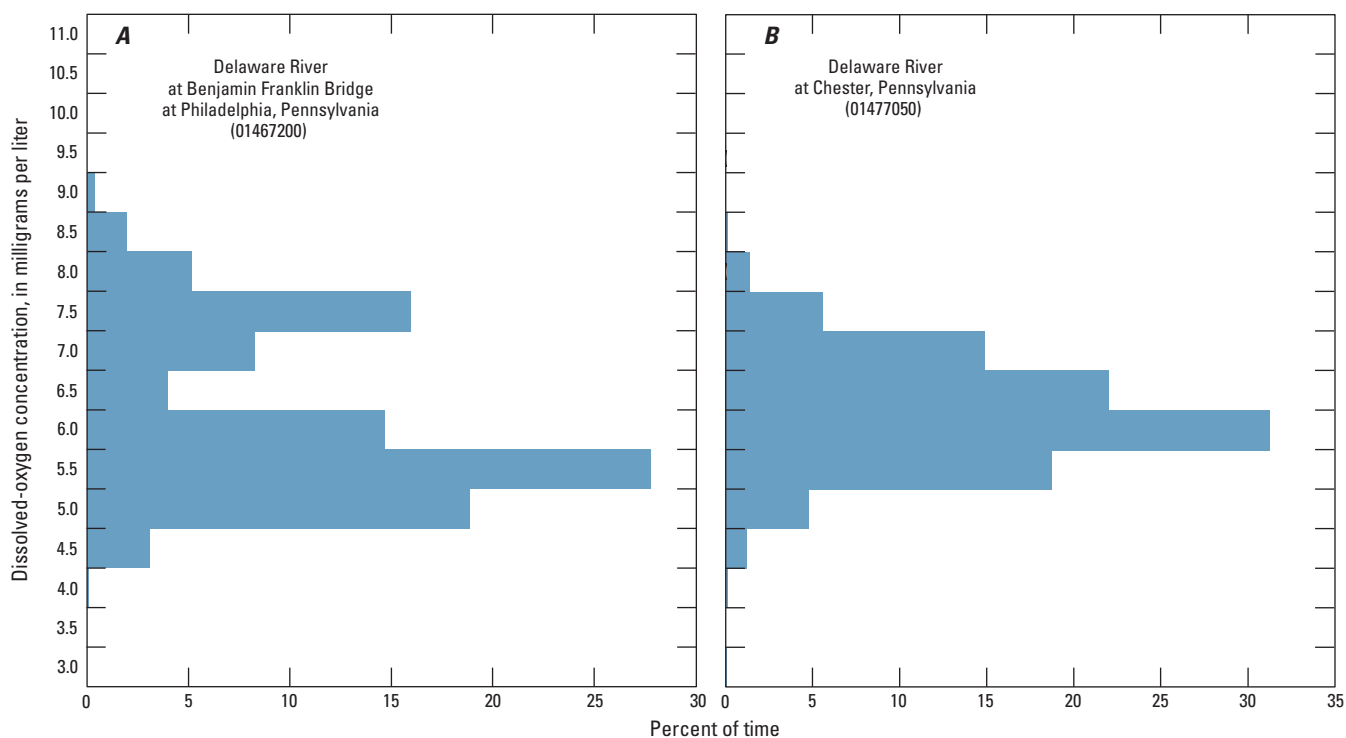 A
Delaware River
at Benjamin Franklin Bridge
at Philadelphia, Pennsylvania
(01467200)
B
Delaware River
at Chester, Pennsylvania
(01477050)
Dissolved-oxygen concentration, in milligrams per liter
11.0
10.5
10.0
9.5
9.0
8.5
8.0
7.5
7.0
6.5
6.0
5.5
5.0
4.5
4.0
3.5
3.0
0 5 10 15 20 25 30
0 5 10 15 20 25 30 35
Percent of time